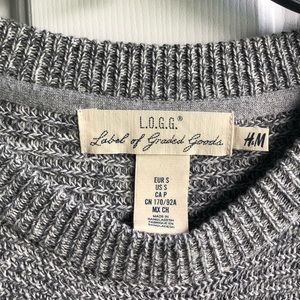 L.O.G.G.®
Label of Graded Goods
H&M
EUR S
US S
CA P
CN 170/92A
MX CH
MADE IN
BANGLADESH